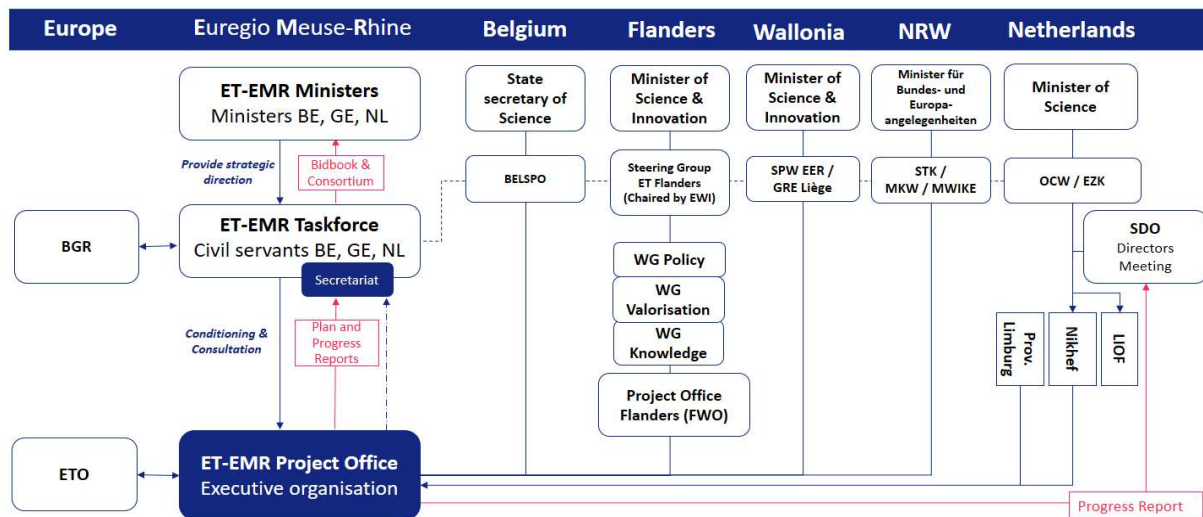 Europe
Euregio Meuse-Rhine
Belgium
Flanders
Wallonia
NRW
Netherlands
ET-EMR Ministers
Ministers BE, GE, NL
State
secretary of
Science
Minister of
Science &
Innovation
Minister of
Science &
Innovation
Minister für
Bundes- und
Europa-
angelegenheiten
Minister of
Science
Provide strategic
direction
Bidbook &
Consortium
BELSPO
Steering Group
ET Flanders
(Chaired by EWI)
SPW EER /
GRE Liège
STK /
MKW / MWIKE
OCW / EZK
BGR
ET-EMR Taskforce
Civil servants BE, GE, NL
Secretariat
SDO
Directors
Meeting
WG Policy
WG
Valorisation
WG
Knowledge
Project Office
Flanders (FWO)
Conditioning &
Consultation
Plan and
Progress
Reports
Prov.
Limburg
Nikhef
LIOF
ETO
ET-EMR Project Office
Executive organisation
Progress Report